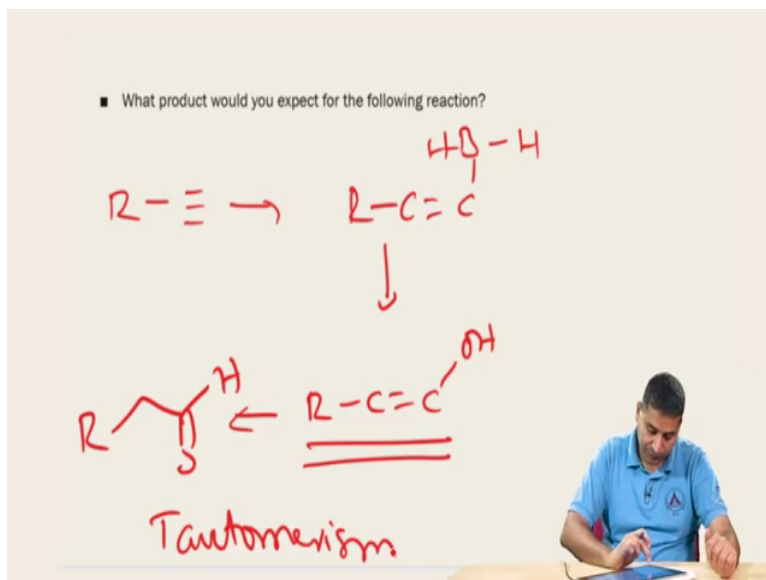 ■ What product would you expect for the following reaction?
HB-H
R-≡ → R-C=C
OH
H
R ← R-C=C
O
Tautomerism